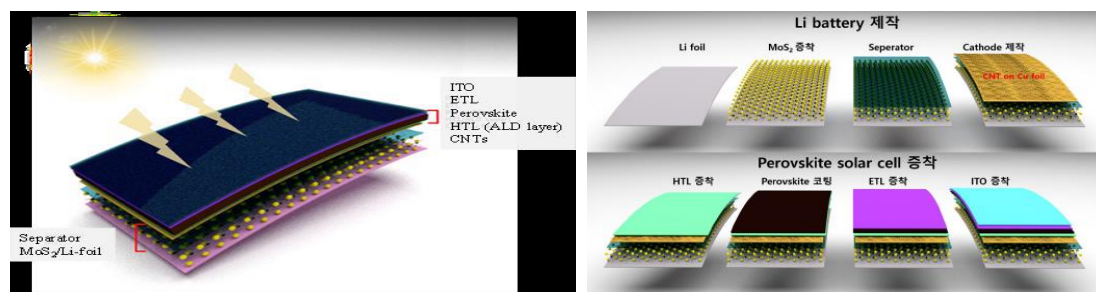 ITO
ETL
Perovskite
HTL (ALD layer)
CNTs
Separator
MoS₂/Li-foil
Li battery 제작
Li foil
MoS₂ 증착
Seperator
Cathode 제작
CNT on Cu foil
Perovskite solar cell 증착
HTL 증착
Perovskite 코팅
ETL 증착
ITO 증착